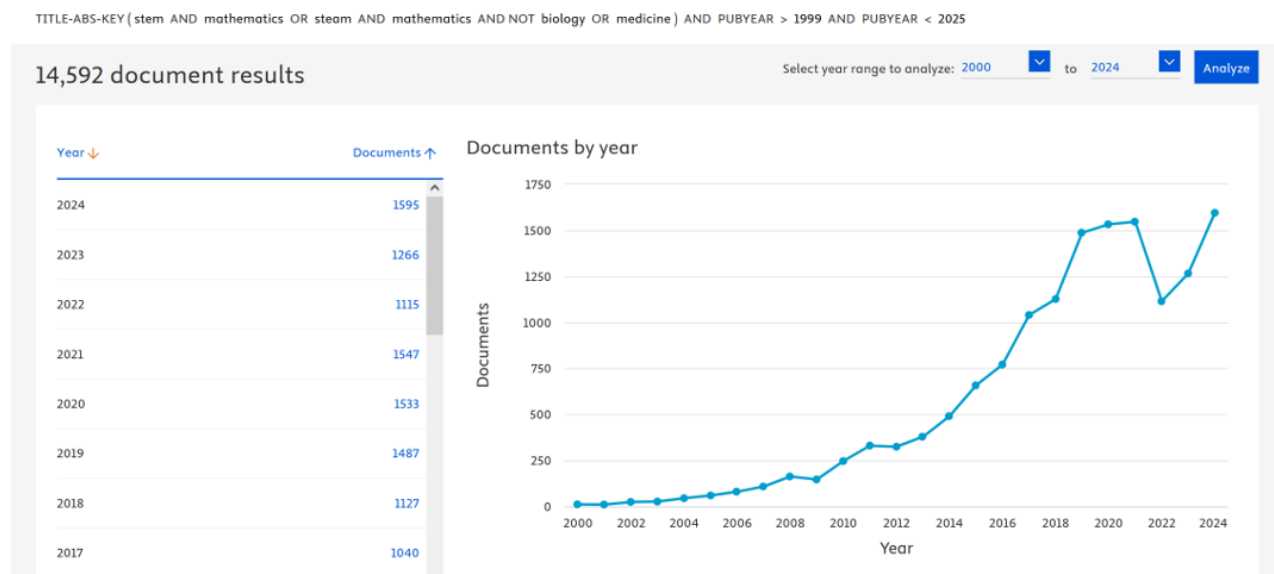 TITLE-ABS-KEY ( stem AND mathematics OR steam AND mathematics AND NOT biology OR medicine ) AND PUBYEAR > 1999 AND PUBYEAR < 2025
14,592 document results
Select year range to analyze: 2000 to 2024 Analyze
Year Documents
2024 1595
2023 1266
2022 1115
2021 1547
2020 1533
2019 1487
2018 1127
2017 1040
Documents by year
1750
1500
1250
1000
750
500
250
0
Documents
2000 2002 2004 2006 2008 2010 2012 2014 2016 2018 2020 2022 2024
Year